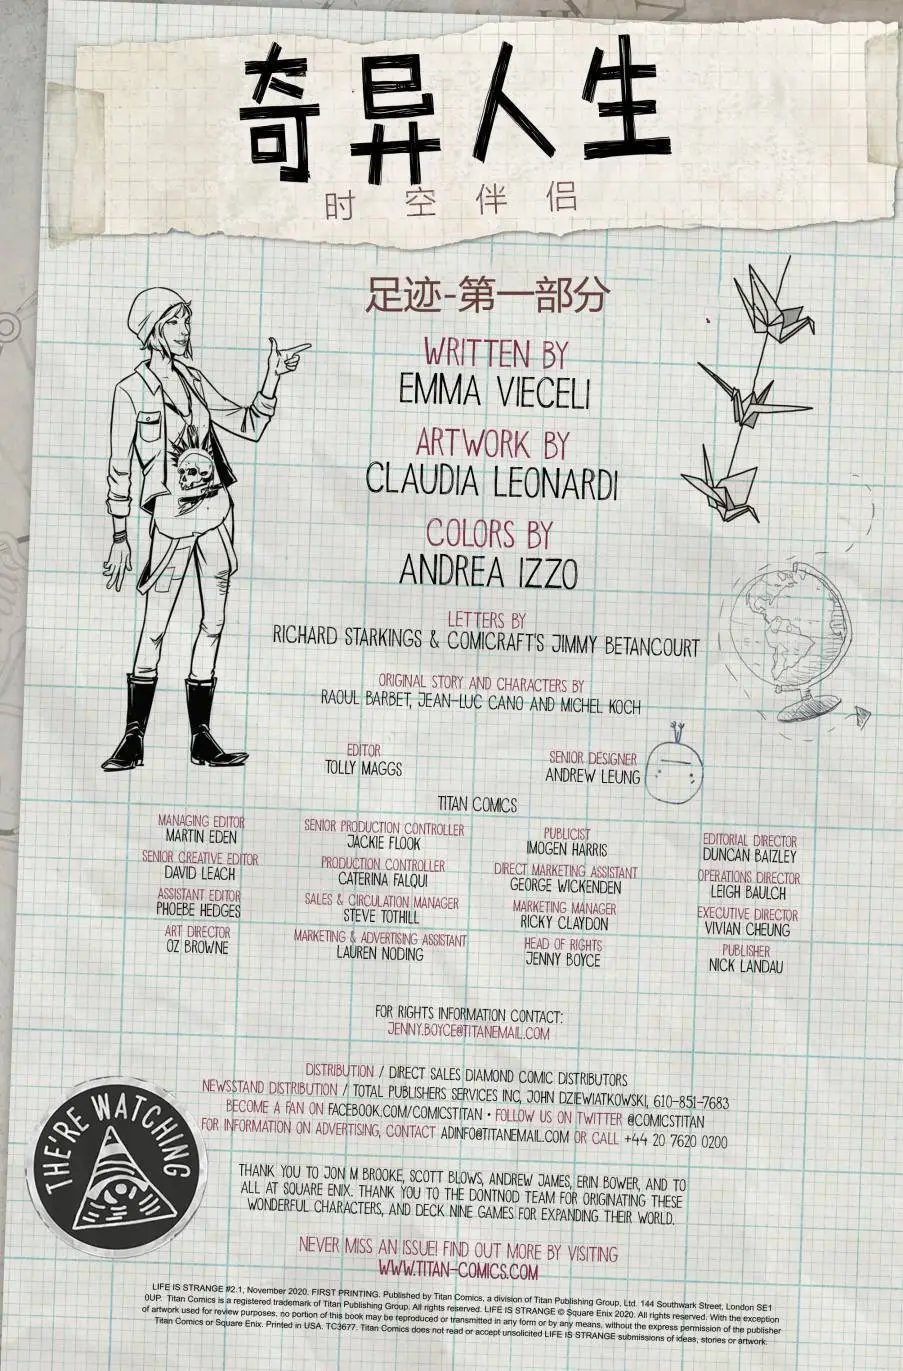 奇异人生
时空伴侣
足迹-第一部分
WRITTEN BY
EMMA VIECELI
ARTWORK BY
CLAUDIA LEONARDI
COLORS BY
ANDREA IZZO
LETTERS BY
RICHARD STARKINGS & COMICRAFT'S JIMMY BETANCOURT
ORIGINAL STORY AND CHARACTERS BY
RAOUL BARBET, JEAN-LUC CANO AND MICHEL KOCH
EDITOR
TOLLY MAGGS
SENIOR DESIGNER
ANDREW LEUNG
TITAN COMICS
MANAGING EDITOR
MARTIN EDEN
SENIOR CREATIVE EDITOR
DAVID LEACH
ASSISTANT EDITOR
PHOEBE HEDGES
ART DIRECTOR
OZ BROWNE
SENIOR PRODUCTION CONTROLLER
JACKIE FLOOK
PRODUCTION CONTROLLER
CATERINA FALQUI
SALES & CIRCULATION MANAGER
STEVE TOTHILL
MARKETING & ADVERTISING ASSISTANT
LAUREN NODING
PUBLICIST
IMOGEN HARRIS
DIRECT MARKETING ASSISTANT
GEORGE WICKENDEN
MARKETING MANAGER
RICKY CLAYDON
HEAD OF RIGHTS
JENNY BOYCE
EDITORIAL DIRECTOR
DUNCAN BAIZLEY
OPERATIONS DIRECTOR
LEIGH BAULCH
EXECUTIVE DIRECTOR
VIVIAN CHEUNG
PUBLISHER
NICK LANDAU
FOR RIGHTS INFORMATION CONTACT:
JENNY.BOYCE@TITANEMAIL.COM
DISTRIBUTION / DIRECT SALES DIAMOND COMIC DISTRIBUTORS
NEWSSTAND DISTRIBUTION / TOTAL PUBLISHERS SERVICES INC, JOHN DZIEWIATKOWSKI, 610-851-7683
BECOME A FAN ON FACEBOOK.COM/COMICSTITAN • FOLLOW US ON TWITTER @COMICSTITAN
FOR INFORMATION ON ADVERTISING, CONTACT ADINFO@TITANEMAIL.COM OR CALL +44 20 7620 0200
THEY'RE WATCHING
THANK YOU TO JON M BROOKE, SCOTT BLOWS, ANDREW JAMES, ERIN BOWER, AND TO
ALL AT SQUARE ENIX. THANK YOU TO THE DONTNOD TEAM FOR ORIGINATING THESE
WONDERFUL CHARACTERS, AND DECK NINE GAMES FOR EXPANDING THEIR WORLD.
NEVER MISS AN ISSUE! FIND OUT MORE BY VISITING
WWW.TITAN-COMICS.COM
LIFE IS STRANGE #2.1, November 2020. FIRST PRINTING. Published by Titan Comics, a division of Titan Publishing Group, Ltd. 144 Southwark Street, London SE1
0UP. Titan Comics is a registered trademark of Titan Publishing Group. All rights reserved. LIFE IS STRANGE © Square Enix 2020. All rights reserved. With the exception
of artwork used for review purposes, no portion of this book may be reproduced or transmitted in any form or by any means, without the express permission of the publisher
Titan Comics or Square Enix. Printed in USA. TC3677. Titan Comics does not read or accept unsolicited LIFE IS STRANGE submissions of ideas, stories or artwork.